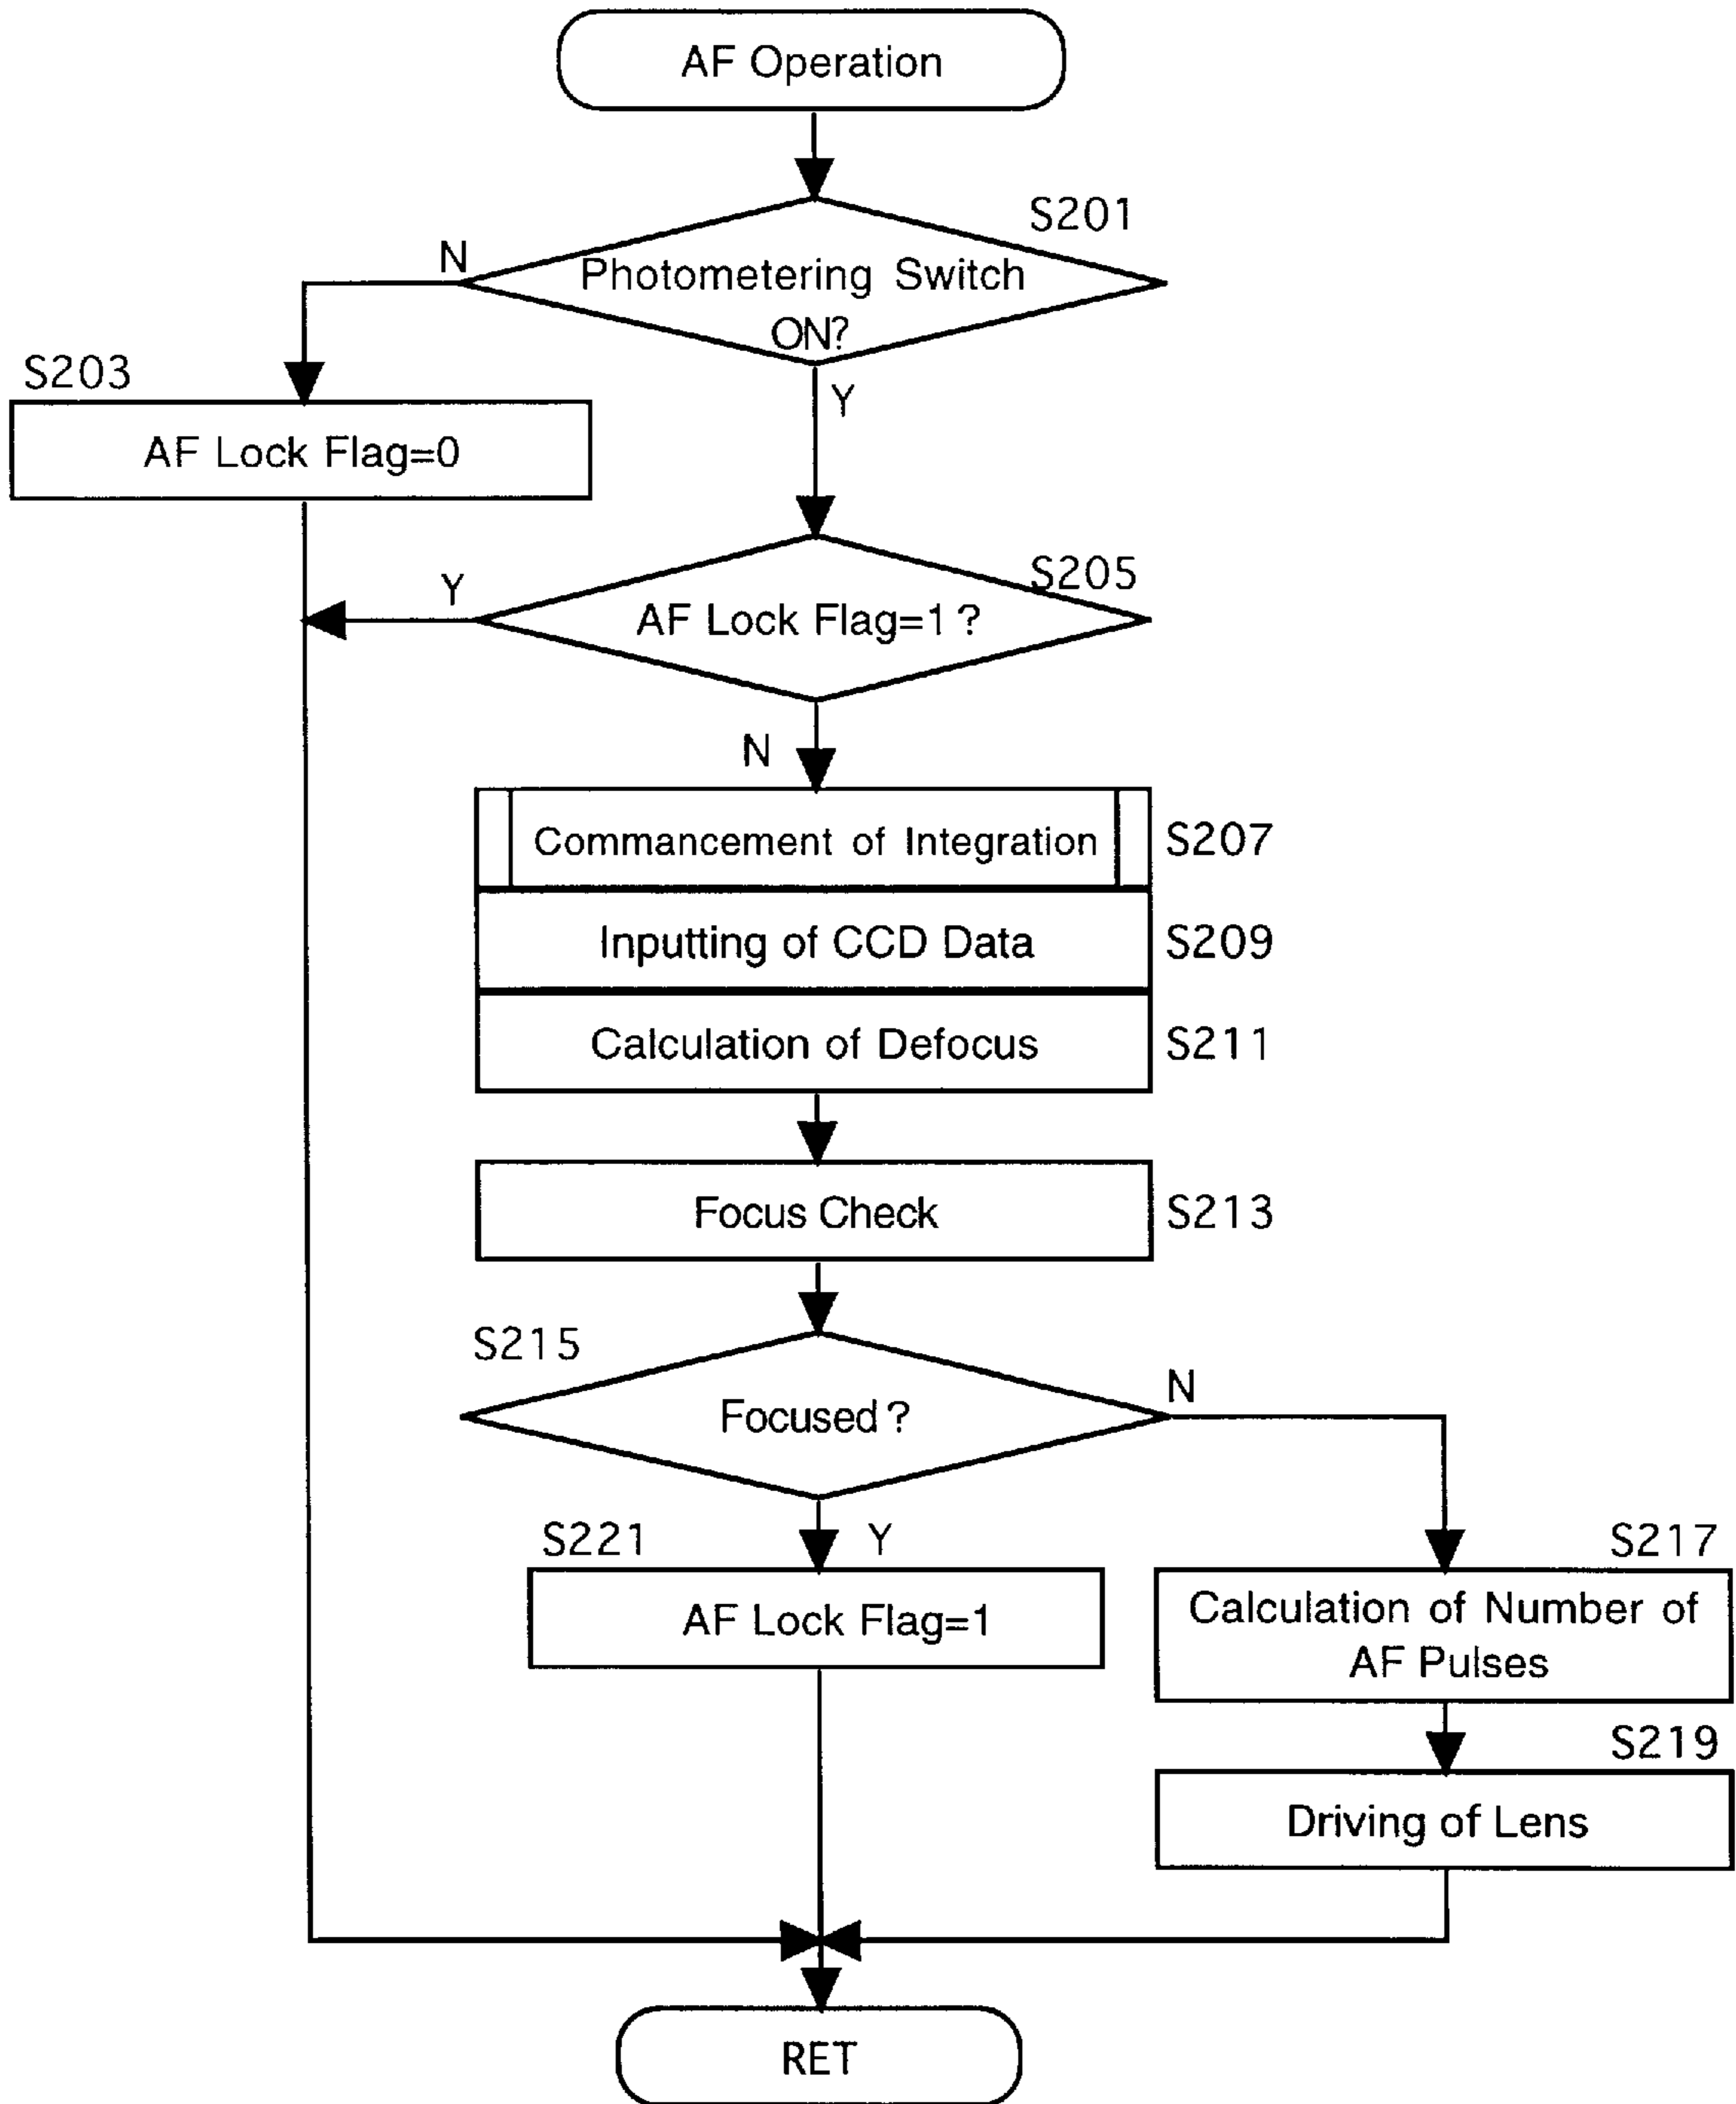 AF Operation
S201
N
Photometering Switch
ON?
S203
Y
AF Lock Flag=0
S205
Y
AF Lock Flag=1?
N
Commancement of Integration
S207
Inputting of CCD Data
S209
Calculation of Defocus
S211
Focus Check
S213
S215
N
Focused?
S221
Y
S217
AF Lock Flag=1
Calculation of Number of
AF Pulses
S219
Driving of Lens
RET